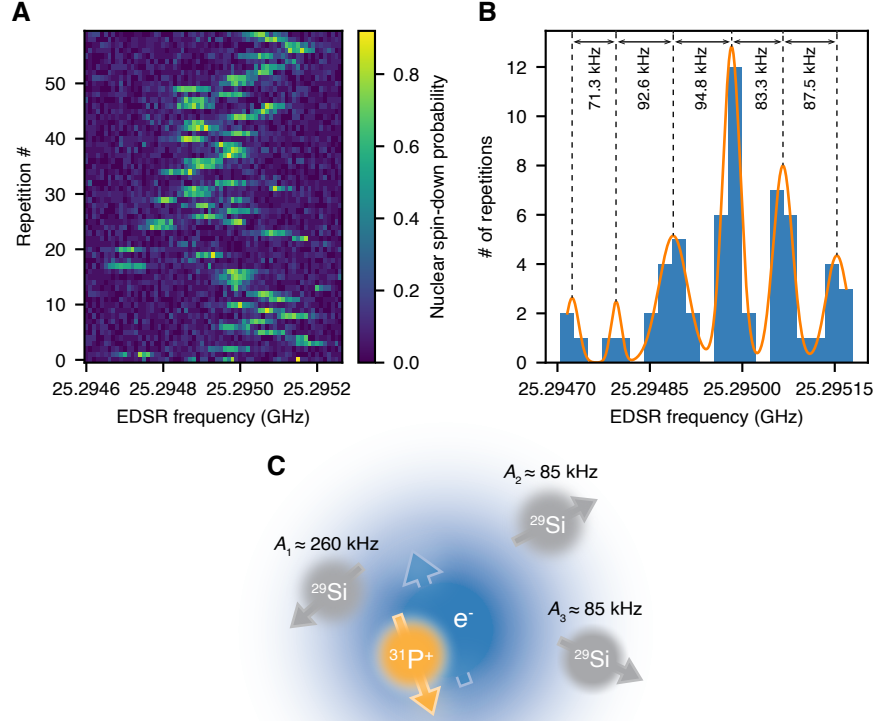 A
B
50
40
30
20
10
0
Repetition #
25.2946
25.2948
25.2950
25.2952
EDSR frequency (GHz)
0.8
0.6
0.4
0.2
0.0
Nuclear spin-down probability
71.3 kHz
92.6 kHz
94.8 kHz
83.3 kHz
87.5 kHz
12
10
8
6
4
2
0
# of repetitions
25.29470
25.29485
25.29500
25.29515
EDSR frequency (GHz)
C
A₂ ≈ 85 kHz
²⁹Si
A₁ ≈ 260 kHz
²⁹Si
e⁻
A₃ ≈ 85 kHz
³¹P⁺
²⁹Si